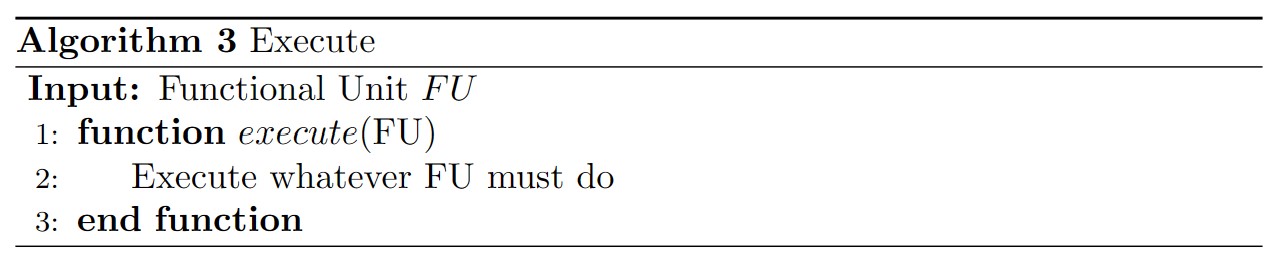 Algorithm 3 Execute
Input: Functional Unit FU
1: function execute(FU)
2: Execute whatever FU must do
3: end function